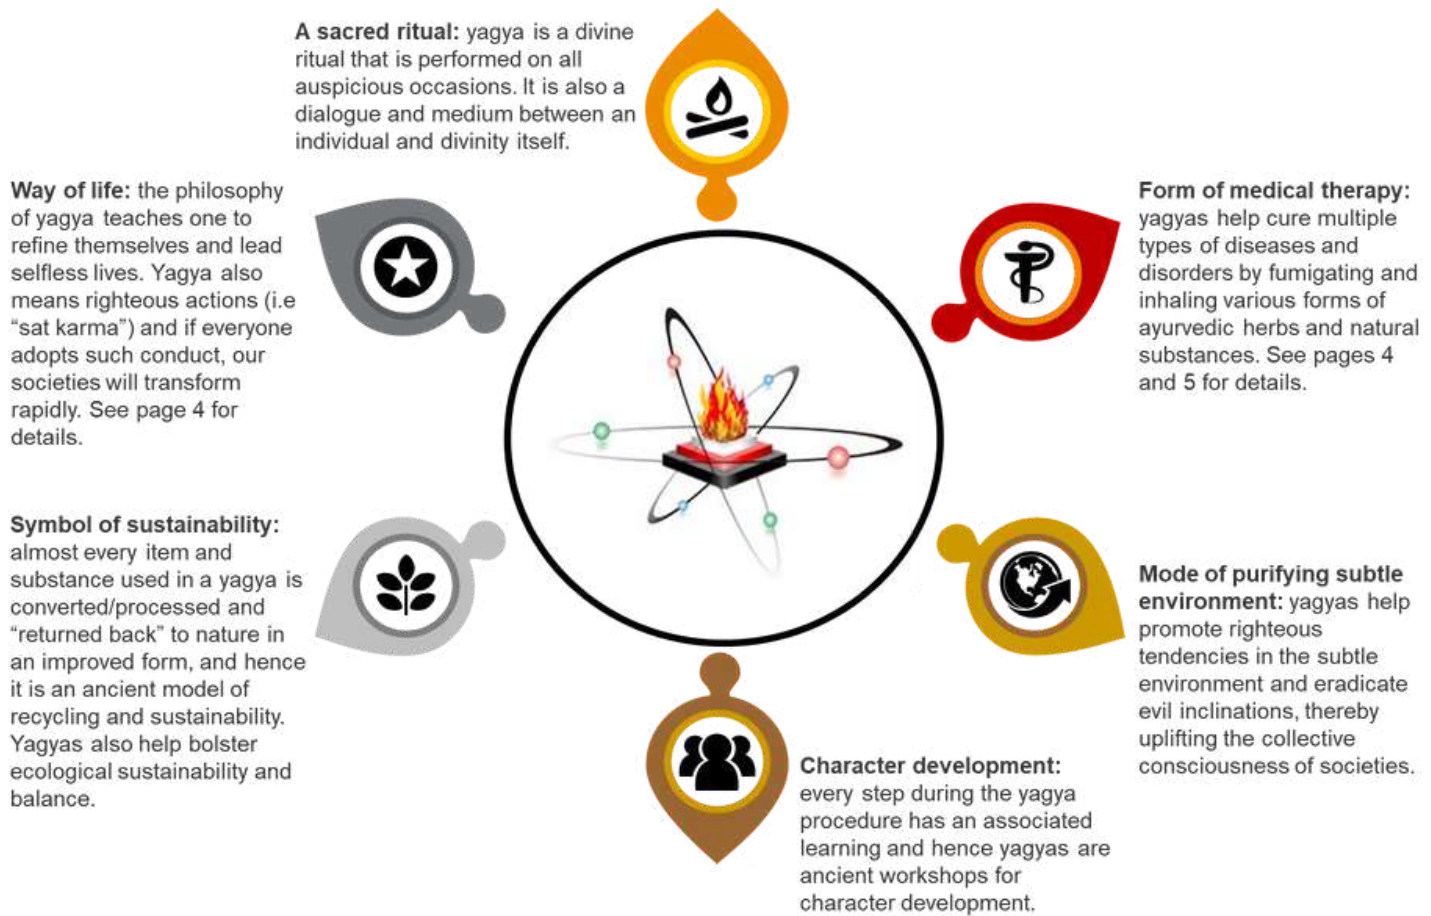 A sacred ritual: yagya is a divine
ritual that is performed on all
auspicious occasions. It is also a
dialogue and medium between an
individual and divinity itself.
Form of medical therapy:
yagyas help cure multiple
types of diseases and
disorders by fumigating and
inhaling various forms of
ayurvedic herbs and natural
substances. See pages 4
and 5 for details.
Mode of purifying subtle
environment: yagyas help
promote righteous
tendencies in the subtle
environment and eradicate
evil inclinations, thereby
uplifting the collective
consciousness of societies.
Character development:
every step during the yagya
procedure has an associated
learning and hence yagyas are
ancient workshops for
character development.
Symbol of sustainability:
almost every item and
substance used in a yagya is
converted/processed and
“returned back” to nature in
an improved form, and hence
it is an ancient model of
recycling and sustainability.
Yagyas also help bolster
ecological sustainability and
balance.
Way of life: the philosophy
of yagya teaches one to
refine themselves and lead
selfless lives. Yagya also
means righteous actions (i.e
“sat karma”) and if everyone
adopts such conduct, our
societies will transform
rapidly. See page 4 for
details.